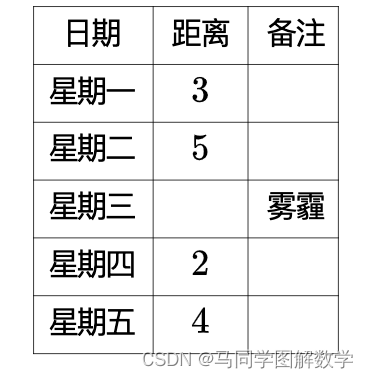 日期 距离 备注
星期一 3
星期二 5
星期三 雾霾
星期四 2
星期五 4
CSDN @马同学图解数学